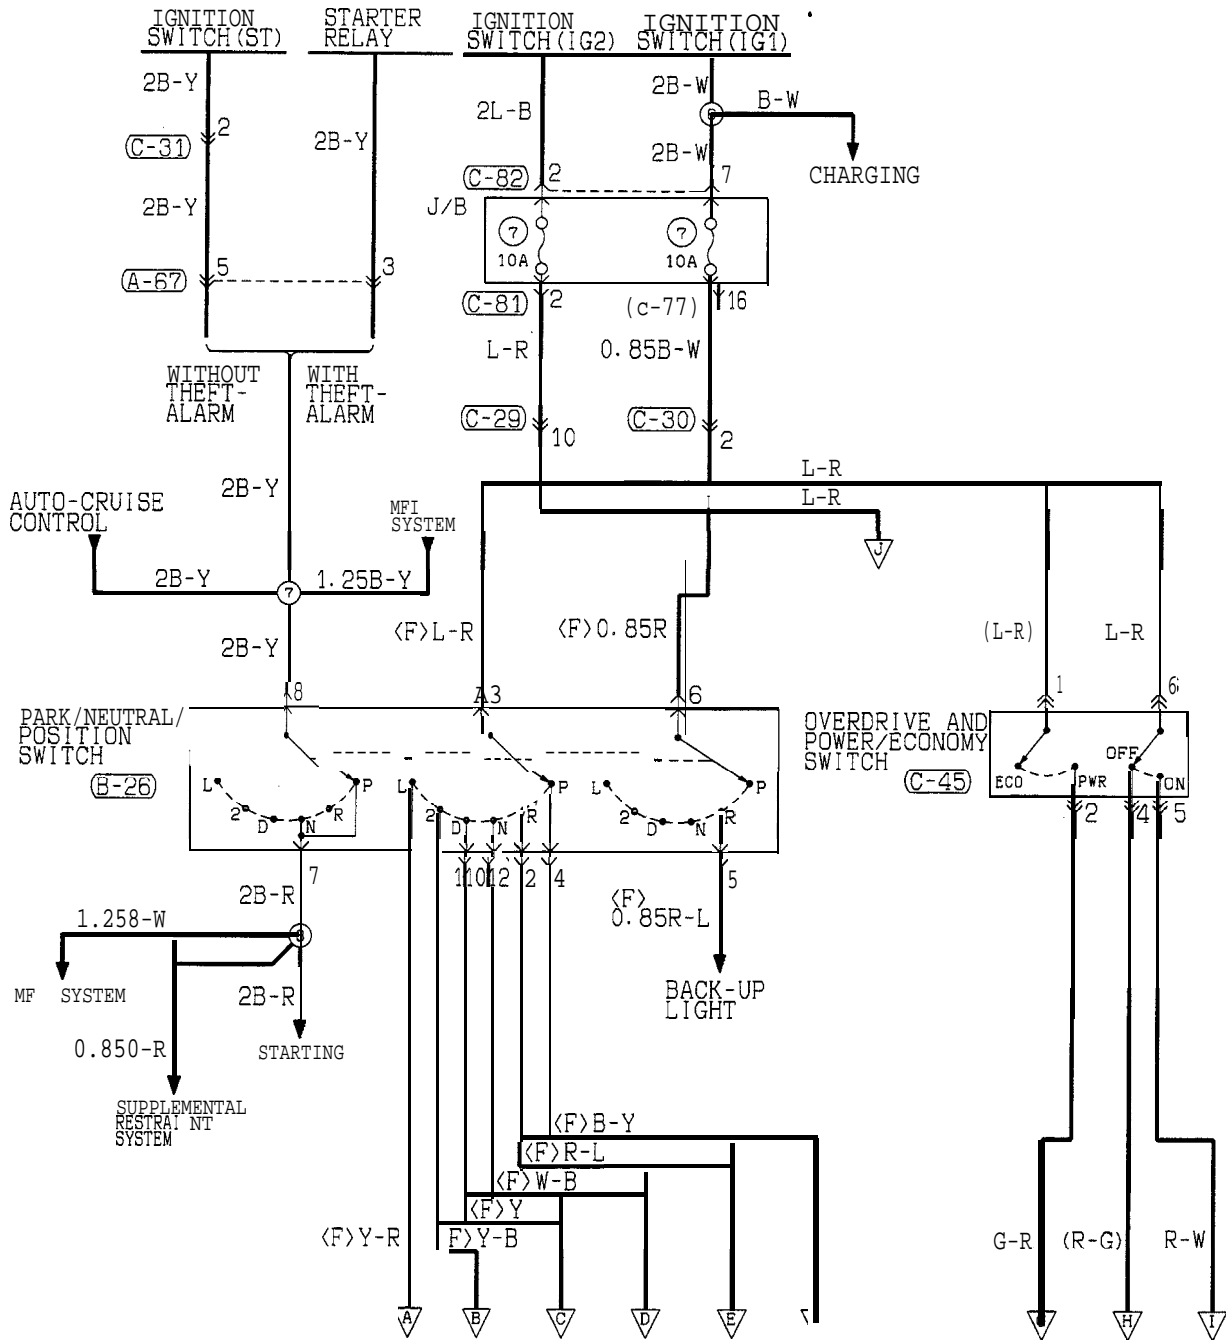 IGNITION
SWITCH(ST)
STARTER
RELAY
IGNITION
SWITCH(IG2)
IGNITION
SWITCH(IG1)
2B-Y
2B-W
B-W
2L-B
2
C-31
2B-Y
2B-W
CHARGING
C-82
2
7
2B-Y
J/B
7
10A
7
10A
A-67
5
3
C-81
2
(c-77)
16
L-R
0.85B-W
WITHOUT
THEFT-
ALARM
WITH
THEFT-
ALARM
C-29
10
C-30
2
L-R
L-R
2B-Y
AUTO-CRUISE
CONTROL
MFI
SYSTEM
J
2B-Y
7
1.25B-Y
2B-Y
<F>L-R
<F>0.85R
(L-R)
L-R
8
A3
6
1
6
PARK/NEUTRAL/
POSITION
SWITCH
B-26
OVERDRIVE AND
POWER/ECONOMY
SWITCH
C-45
L
2
D
N
R
P
L
2
D
N
R
P
L
2
D
N
R
P
ECO
PWR
OFF
ON
2
4
5
7
110
12
2
4
5
2B-R
<F>
0.85R-L
1.258-W
MF SYSTEM
2B-R
BACK-UP
LIGHT
0.850-R
STARTING
SUPPLEMENTAL
RESTRAI NT
SYSTEM
<F>B-Y
<F>R-L
<F>W-B
<F>Y
<F>Y-R
F>Y-B
G-R
(R-G)
R-W
A
B
C
D
E
H
I